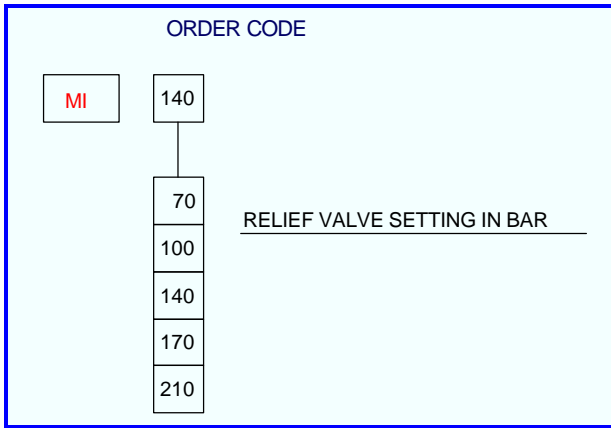 ORDER CODE
MI 140
70
RELIEF VALVE SETTING IN BAR
100
140
170
210